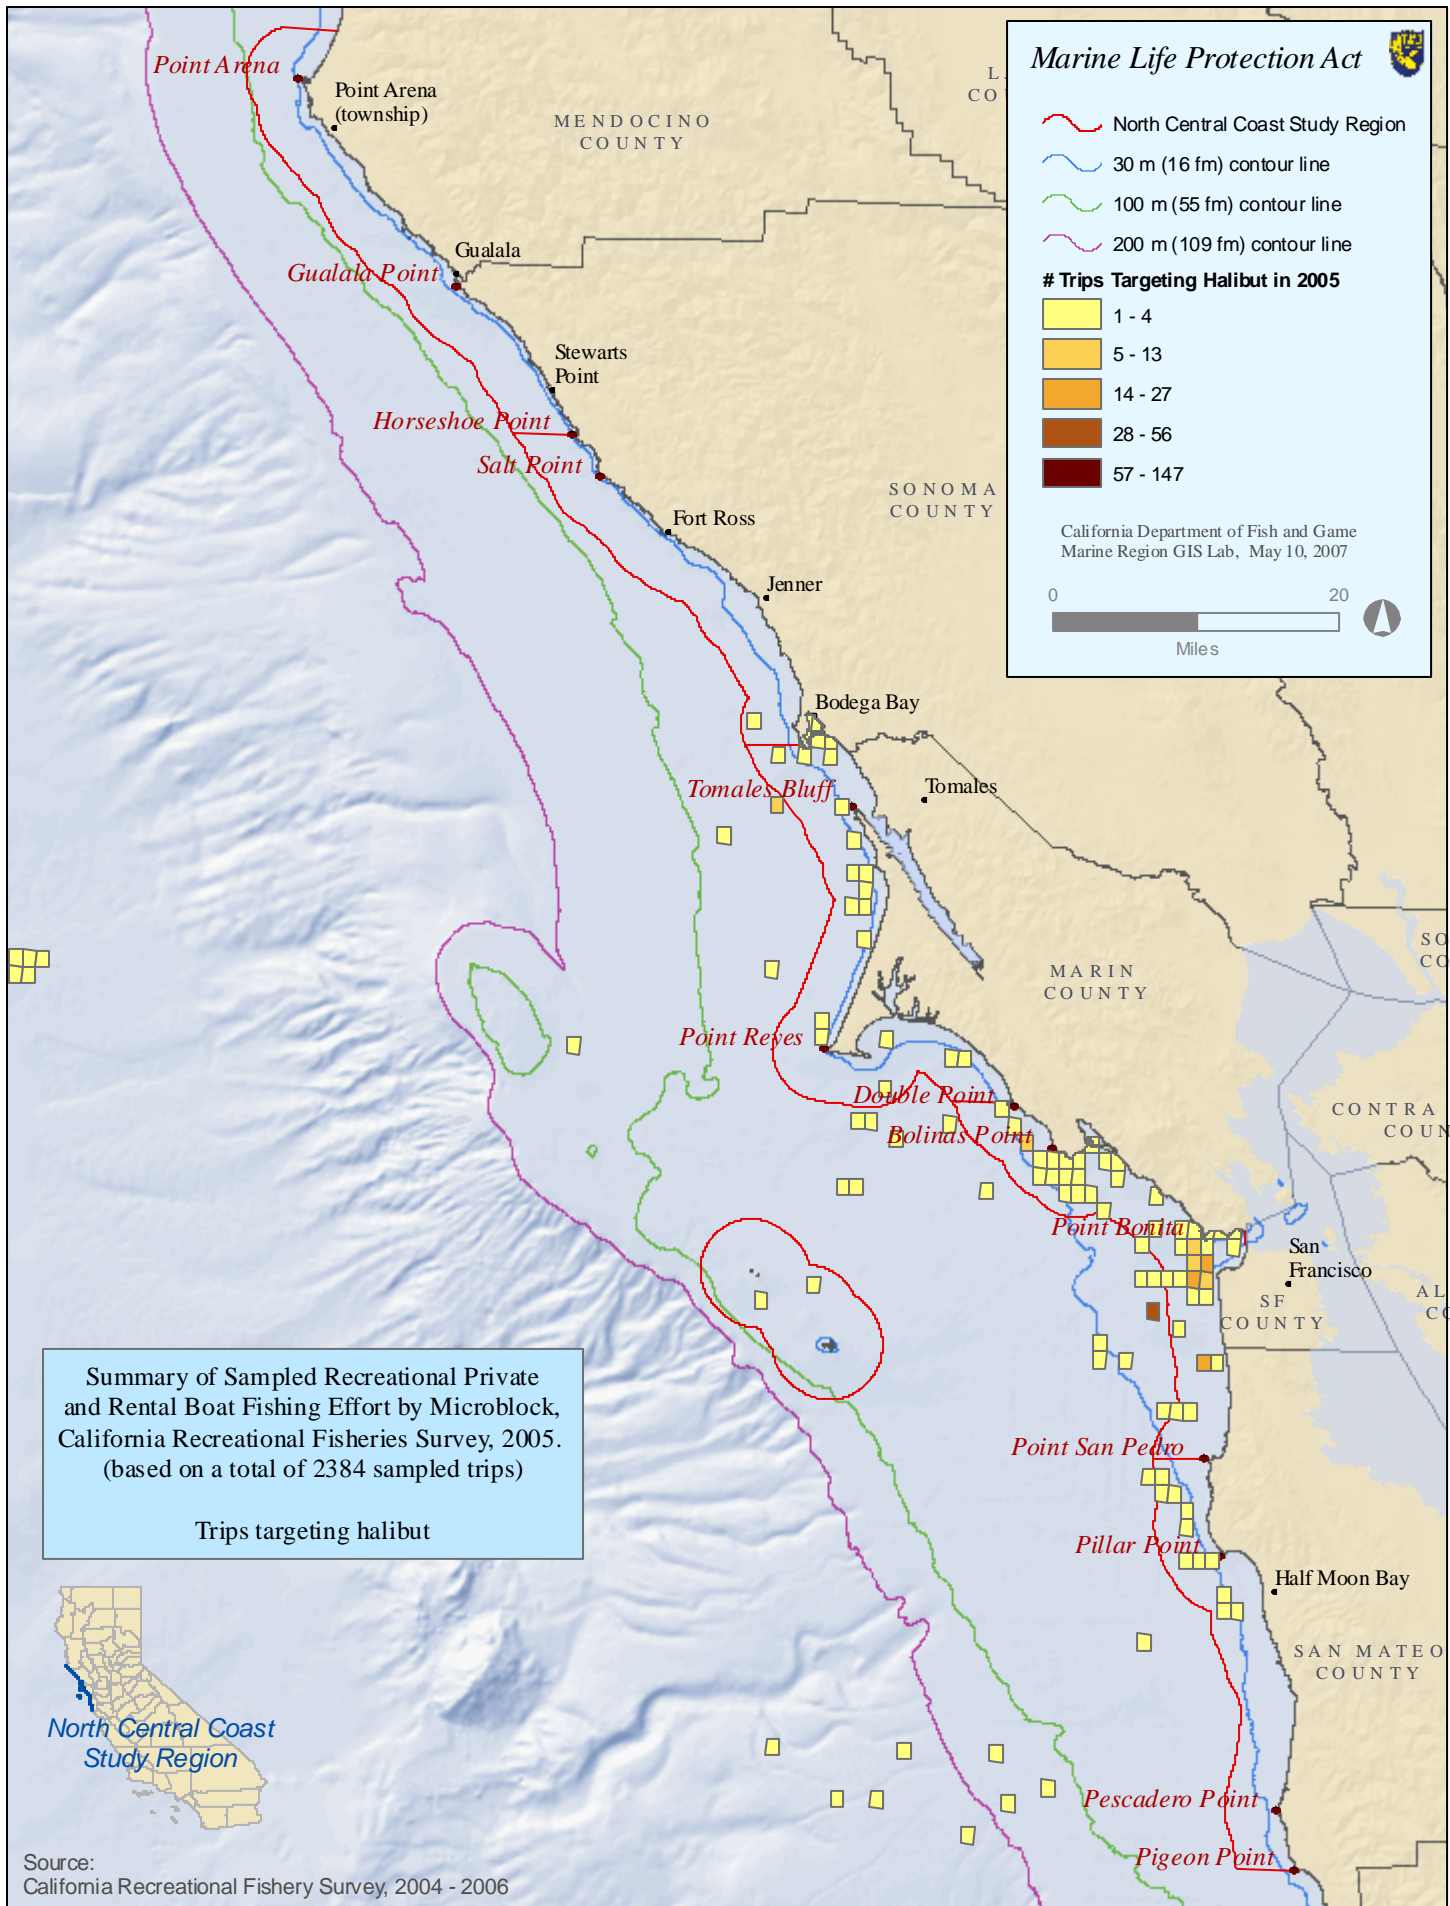 Marine Life Protection Act
North Central Coast Study Region
30 m (16 fm) contour line
100 m (55 fm) contour line
200 m (109 fm) contour line
# Trips Targeting Halibut in 2005
1 - 4
5 - 13
14 - 27
28 - 56
57 - 147
California Department of Fish and Game
Marine Region GIS Lab, May 10, 2007
0 20
Miles
Point Arena
Point Arena
(township)
MENDOCINO
COUNTY
Gualala
Gualala Point
Stewarts
Point
Horseshoe Point
Salt Point
SONOMA
COUNTY
Fort Ross
Jenner
Bodega Bay
Tomales Bluff
Tomales
MARIN
COUNTY
SO
CO
Point Reyes
Double Point
Bolinas Point
CONTRA
COUN
Point Bonita
San
Francisco
SF
COUNTY
AL
Point San Pedro
Pillar Point
Half Moon Bay
SAN MATEO
COUNTY
Pescadero Point
Pigeon Point
Summary of Sampled Recreational Private
and Rental Boat Fishing Effort by Microblock,
California Recreational Fisheries Survey, 2005.
(based on a total of 2384 sampled trips)
Trips targeting halibut
North Central Coast
Study Region
Source:
California Recreational Fishery Survey, 2004 - 2006